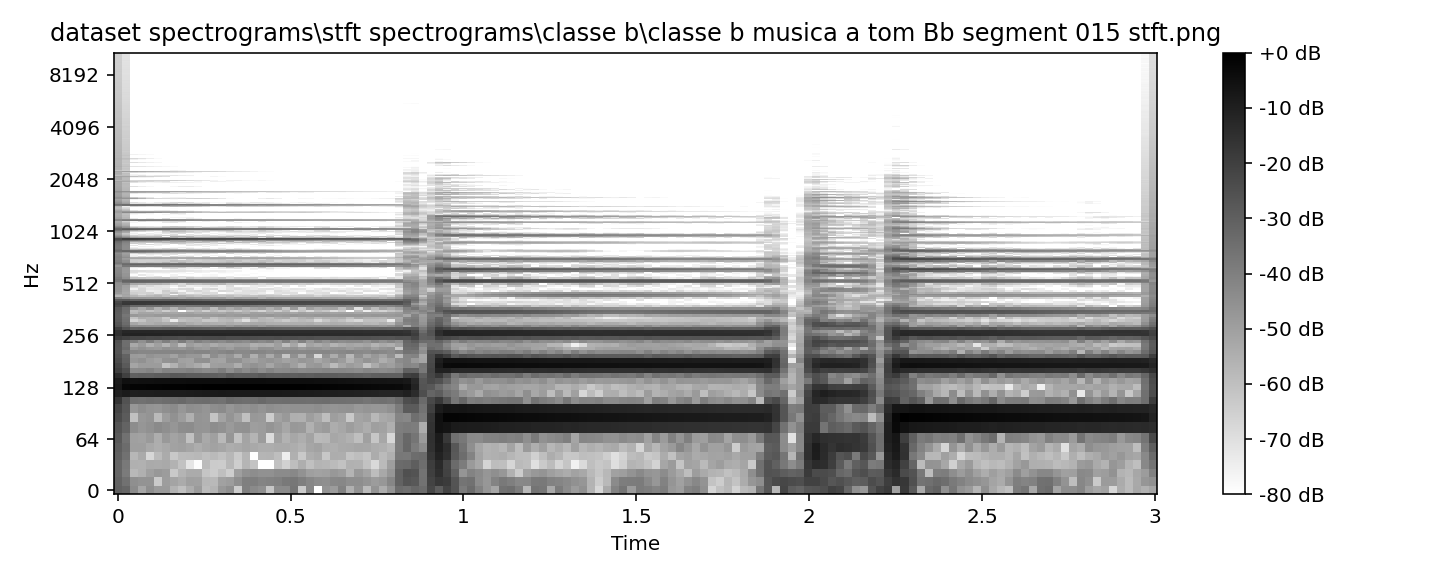 dataset spectrograms\stft spectrograms\classe b\classe b musica a tom Bb segment 015 stft.png
+0 dB
8192
-10 dB
4096
-20 dB
2048
-30 dB
1024
Hz
512
-40 dB
256
-50 dB
128
-60 dB
64
-70 dB
0
-80 dB
0 0.5 1 1.5 2 2.5 3
Time